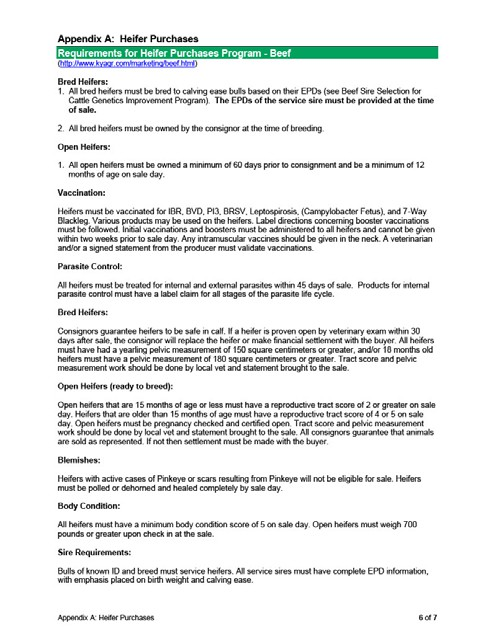 Appendix A:  Heifer Purchases
Requirements for Heifer Purchases Program - Beef
(http://www.kyagr.com/marketing/beef.html)
Bred Heifers:
1.  All bred heifers must be bred to calving ease bulls based on their EPDs (see Beef Sire Selection for
Cattle Genetics Improvement Program).  The EPDs of the service sire must be provided at the time
of sale.
2.  All bred heifers must be owned by the consignor at the time of breeding.
Open Heifers:
1.  All open heifers must be owned a minimum of 60 days prior to consignment and be a minimum of 12
months of age on sale day.
Vaccination:
Heifers must be vaccinated for IBR, BVD, PI3, BRSV, Leptospirosis, (Campylobacter Fetus), and 7-Way
Blackleg. Various products may be used on the heifers. Label directions concerning booster vaccinations
must be followed. Initial vaccinations and boosters must be administered to all heifers and cannot be given
within two weeks prior to sale day. Any intramuscular vaccines should be given in the neck. A veterinarian
and/or a signed statement from the producer must validate vaccinations.
Parasite Control:
All heifers must be treated for internal and external parasites within 45 days of sale.  Products for internal
parasite control must have a label claim for all stages of the parasite life cycle.
Bred Heifers:
Consignors guarantee heifers to be safe in calf. If a heifer is proven open by veterinary exam within 30
days after sale, the consignor will replace the heifer or make financial settlement with the buyer. All heifers
must have had a yearling pelvic measurement of 150 square centimeters or greater, and/or 18 months old
heifers must have a pelvic measurement of 180 square centimeters or greater. Tract score and pelvic
measurement work should be done by local vet and statement brought to the sale.
Open Heifers (ready to breed):
Open heifers that are 15 months of age or less must have a reproductive tract score of 2 or greater on sale
day. Heifers that are older than 15 months of age must have a reproductive tract score of 4 or 5 on sale
day. Open heifers must be pregnancy checked and certified open. Tract score and pelvic measurement
work should be done by local vet and statement brought to the sale. All consignors guarantee that animals
are sold as represented. If not then settlement must be made with the buyer.
Blemishes:
Heifers with active cases of Pinkeye or scars resulting from Pinkeye will not be eligible for sale. Heifers
must be polled or dehorned and healed completely by sale day.
Body Condition:
All heifers must have a minimum body condition score of 5 on sale day. Open heifers must weigh 700
pounds or greater upon check in at the sale.
Sire Requirements:
Bulls of known ID and breed must service heifers. All service sires must have complete EPD information,
with emphasis placed on birth weight and calving ease.
Appendix A: Heifer Purchases
6 of 7